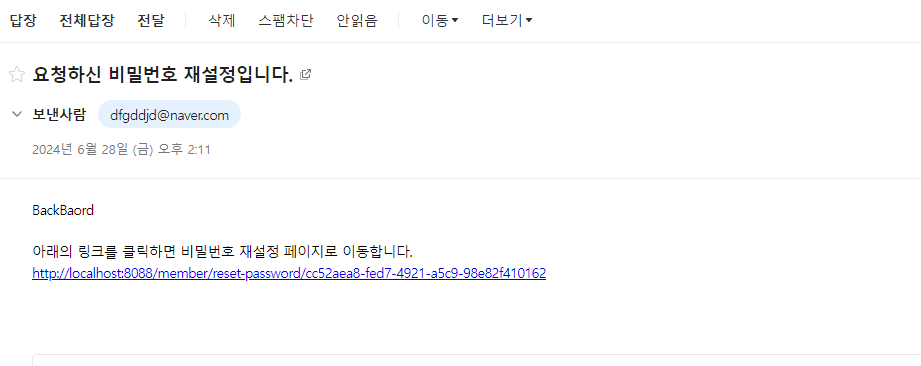 답장 전체답장 전달 삭제 스팸차단 안읽음 이동 더보기
요청하신 비밀번호 재설정입니다.
보낸사람 dfgddjd@naver.com
2024년 6월 28일 (금) 오후 2:11
BackBaord
아래의 링크를 클릭하면 비밀번호 재설정 페이지로 이동합니다.
http://localhost:8088/member/reset-password/cc52aea8-fed7-4921-a5c9-98e82f410162